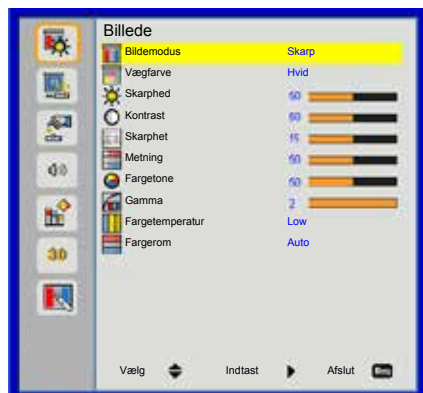 Billede
Bildemodus Skarp
Vægfarve Hvid
Skarphed 50
Kontrast 50
Skarphet 15
Metning 50
Fargetone 50
Gamma 2
Fargetemperatur Low
Fargerom Auto
3D
Vælg Indtast Afslut